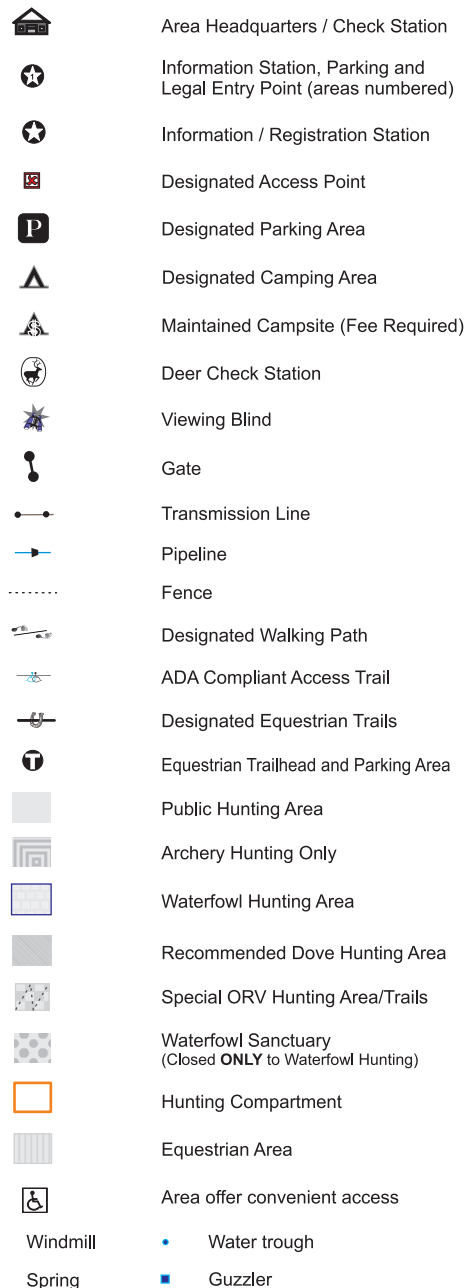 Area Headquarters / Check Station
1
Information Station, Parking and
Legal Entry Point (areas numbered)
Information / Registration Station
Designated Access Point
P
Designated Parking Area
Designated Camping Area
$
Maintained Campsite (Fee Required)
Deer Check Station
Viewing Blind
Gate
Transmission Line
Pipeline
Fence
Designated Walking Path
ADA Compliant Access Trail
Designated Equestrian Trails
T
Equestrian Trailhead and Parking Area
Public Hunting Area
Archery Hunting Only
Waterfowl Hunting Area
Recommended Dove Hunting Area
Special ORV Hunting Area/Trails
Waterfowl Sanctuary
(Closed ONLY to Waterfowl Hunting)
Hunting Compartment
Equestrian Area
Area offer convenient access
Windmill
Water trough
Spring
Guzzler